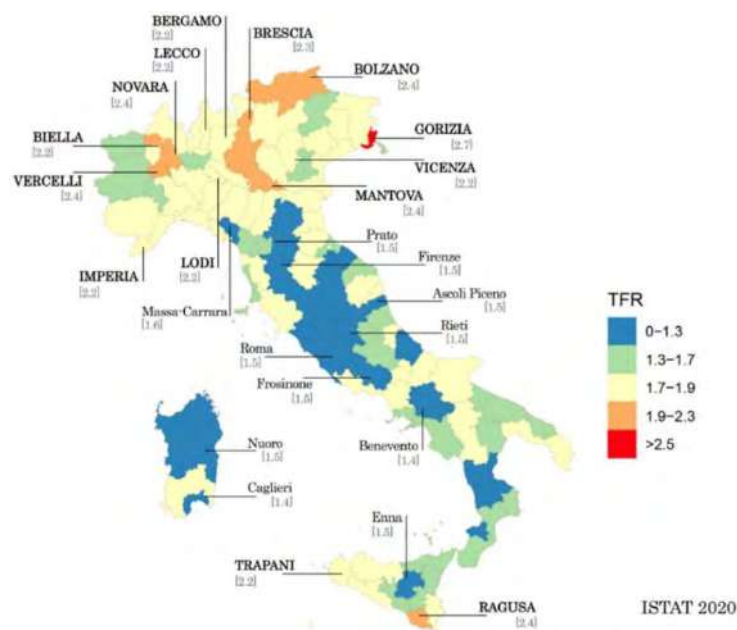 BERGAMO
[2.2]
BRESCIA
[2.3]
LECCO
[2.2]
BOLZANO
[2.4]
NOVARA
[2.4]
GORIZIA
[2.7]
BIELLA
[2.2]
VICENZA
[2.2]
VERCELLI
[2.4]
MANTOVA
[2.4]
Prato
[1.5]
Firenze
[1.5]
LODI
[2.2]
IMPERIA
[2.2]
Ascoli Piceno
[1.5]
Massa-Carrara
[1.6]
Rieti
[1.5]
Roma
[1.5]
Frosinone
[1.5]
TFR
0-1.3
1.3-1.7
1.7-1.9
1.9-2.3
>2.5
Nuoro
[1.5]
Benevento
[1.4]
Caglieri
[1.4]
Enna
[1.5]
TRAPANI
[2.2]
RAGUSA
[2.4]
ISTAT 2020